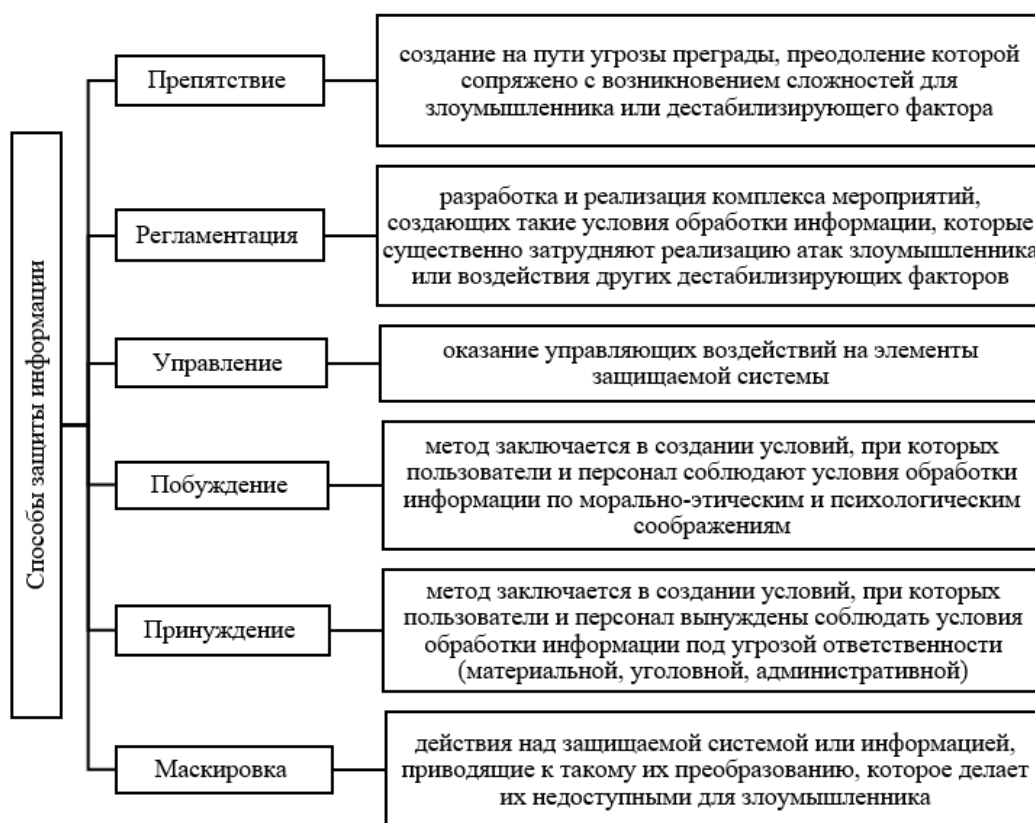 Способы защиты информации
Препятствие
создание на пути угрозы преграды, преодоление которой
сопряжено с возникновением сложностей для
злоумышленника или дестабилизирующего фактора
Регламентация
разработка и реализация комплекса мероприятий,
создающих такие условия обработки информации, которые
существенно затрудняют реализацию атак злоумышленника
или воздействия других дестабилизирующих факторов
Управление
оказание управляющих воздействий на элементы
защищаемой системы
Побуждение
метод заключается в создании условий, при которых
пользователи и персонал соблюдают условия обработки
информации по морально-этическим и психологическим
соображениям
Принуждение
метод заключается в создании условий, при которых
пользователи и персонал вынуждены соблюдать условия
обработки информации под угрозой ответственности
(материальной, уголовной, административной)
Маскировка
действия над защищаемой системой или информацией,
приводящие к такому их преобразованию, которое делает
их недоступными для злоумышленника